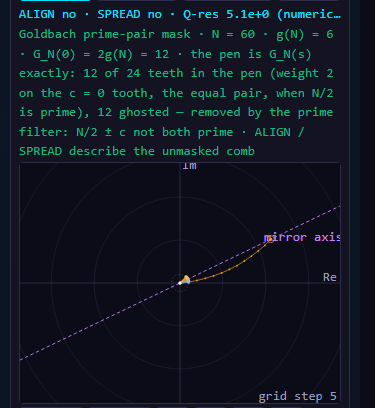 ALIGN no · SPREAD no · Q-res 5.1e+0 (numeric…
Goldbach prime-pair mask · N = 60 · g(N) = 6
· G_N(0) = 2g(N) = 12 · the pen is G_N(s)
exactly: 12 of 24 teeth in the pen (weight 2
on the c = 0 tooth, the equal pair, when N/2
is prime), 12 ghosted — removed by the prime
filter: N/2 ± c not both prime · ALIGN /
SPREAD describe the unmasked comb
Im
mirror axis
Re
grid step 5